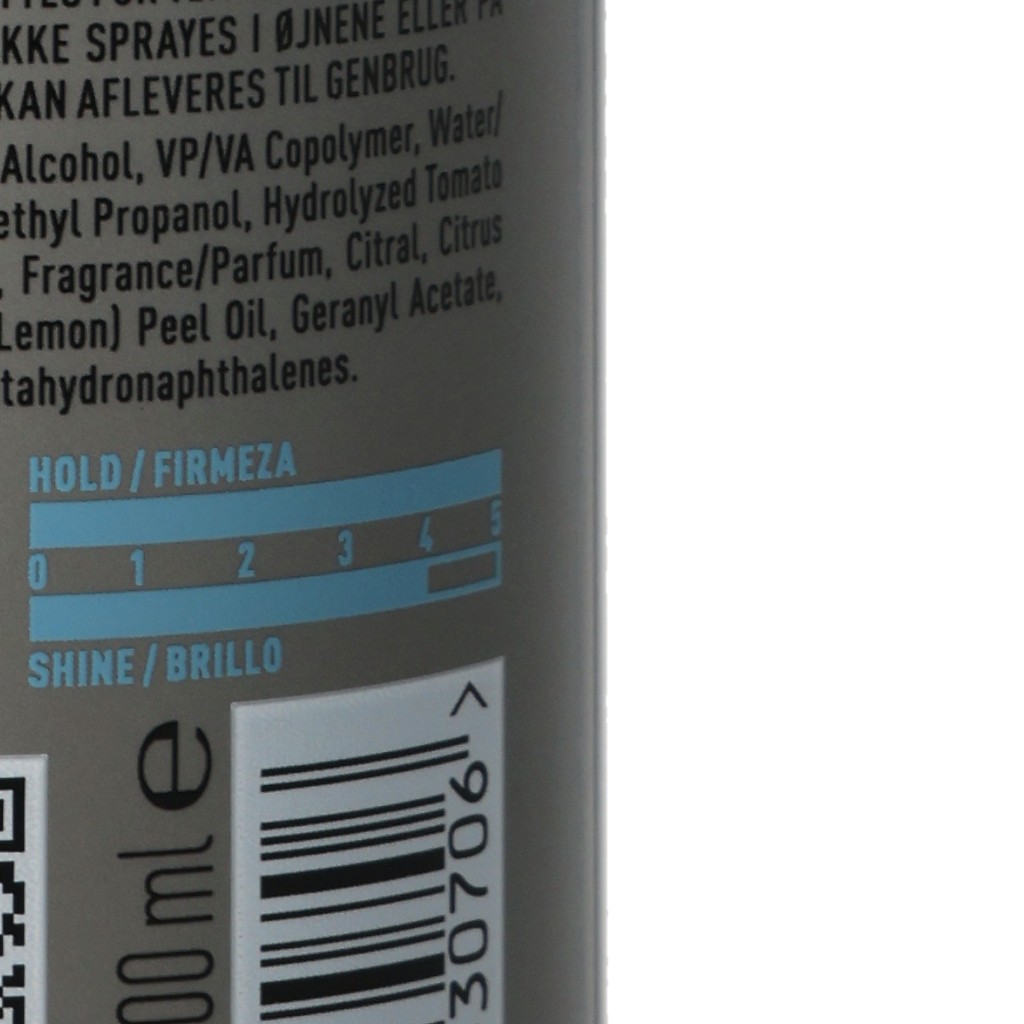 KKE SPRAYES I ØJNENE ELLER PÅ
KAN AFLEVERES TIL GENBRUG.
Alcohol, VP/VA Copolymer, Water/
ethyl Propanol, Hydrolyzed Tomato
, Fragrance/Parfum, Citral, Citrus
Lemon) Peel Oil, Geranyl Acetate,
tahydronaphthalenes.
HOLD / FIRMEZA
0 1 2 3 4 5
SHINE / BRILLO
00 ml e
30706 >